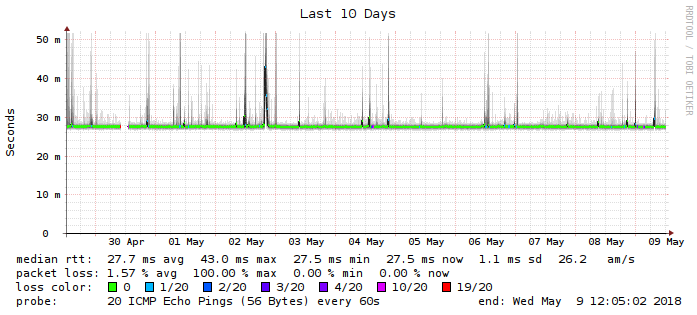 Last 10 Days
RRDTOOL / TOBI OETIKER
Seconds
50 m
40 m
30 m
20 m
10 m
0
30 Apr 01 May 02 May 03 May 04 May 05 May 06 May 07 May 08 May 09 May
median rtt: 27.7 ms avg 43.0 ms max 27.5 ms min 27.5 ms now 1.1 ms sd 26.2 am/s
packet loss: 1.57 % avg 100.00 % max 0.00 % min 0.00 % now
loss color: 0 1/20 2/20 3/20 4/20 10/20 19/20
probe: 20 ICMP Echo Pings (56 Bytes) every 60s end: Wed May 9 12:05:02 2018